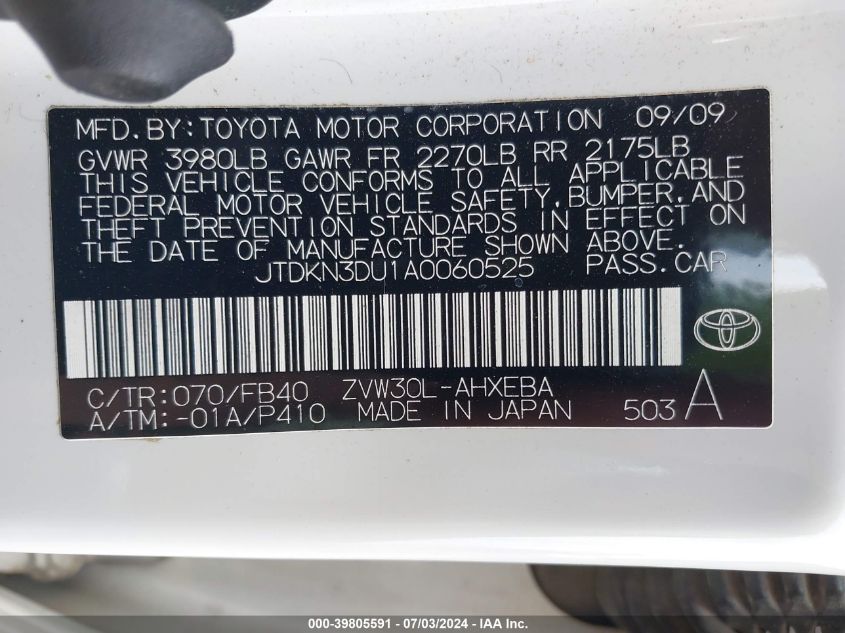 MFD. BY: TOYOTA MOTOR CORPORATION 09/09
GVWR 3980LB GAWR FR 2270LB RR 2175LB
THIS VEHICLE CONFORMS TO ALL APPLICABLE
FEDERAL MOTOR VEHICLE SAFETY, BUMPER, AND
THEFT PREVENTION STANDARDS IN EFFECT ON
THE DATE OF MANUFACTURE SHOWN ABOVE.
JTDKN3DU1A0060525 PASS. CAR
C/TR: 070/FB40 ZVW30L-AHXEBA
A/TM: -01A/P410 MADE IN JAPAN 503 A
000-39805591 - 07/03/2024 - IAA Inc.